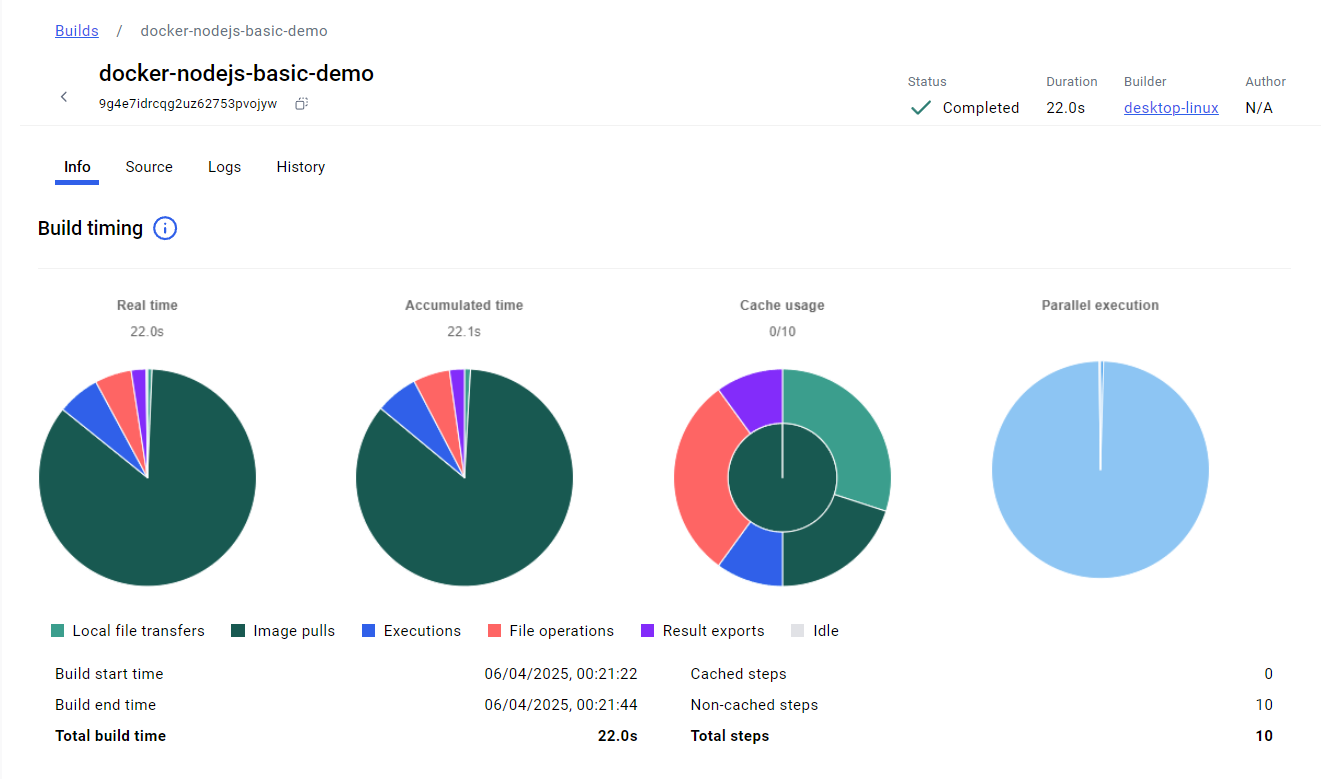 Builds / docker-nodejs-basic-demo
docker-nodejs-basic-demo
9g4e7idrcqg2uz62753pvojyw
Status Duration Builder Author
Completed 22.0s desktop-linux N/A
Info Source Logs History
Build timing
Real time Accumulated time Cache usage Parallel execution
22.0s 22.1s 0/10
Local file transfers Image pulls Executions File operations Result exports Idle
Build start time 06/04/2025, 00:21:22 Cached steps 0
Build end time 06/04/2025, 00:21:44 Non-cached steps 10
Total build time 22.0s Total steps 10